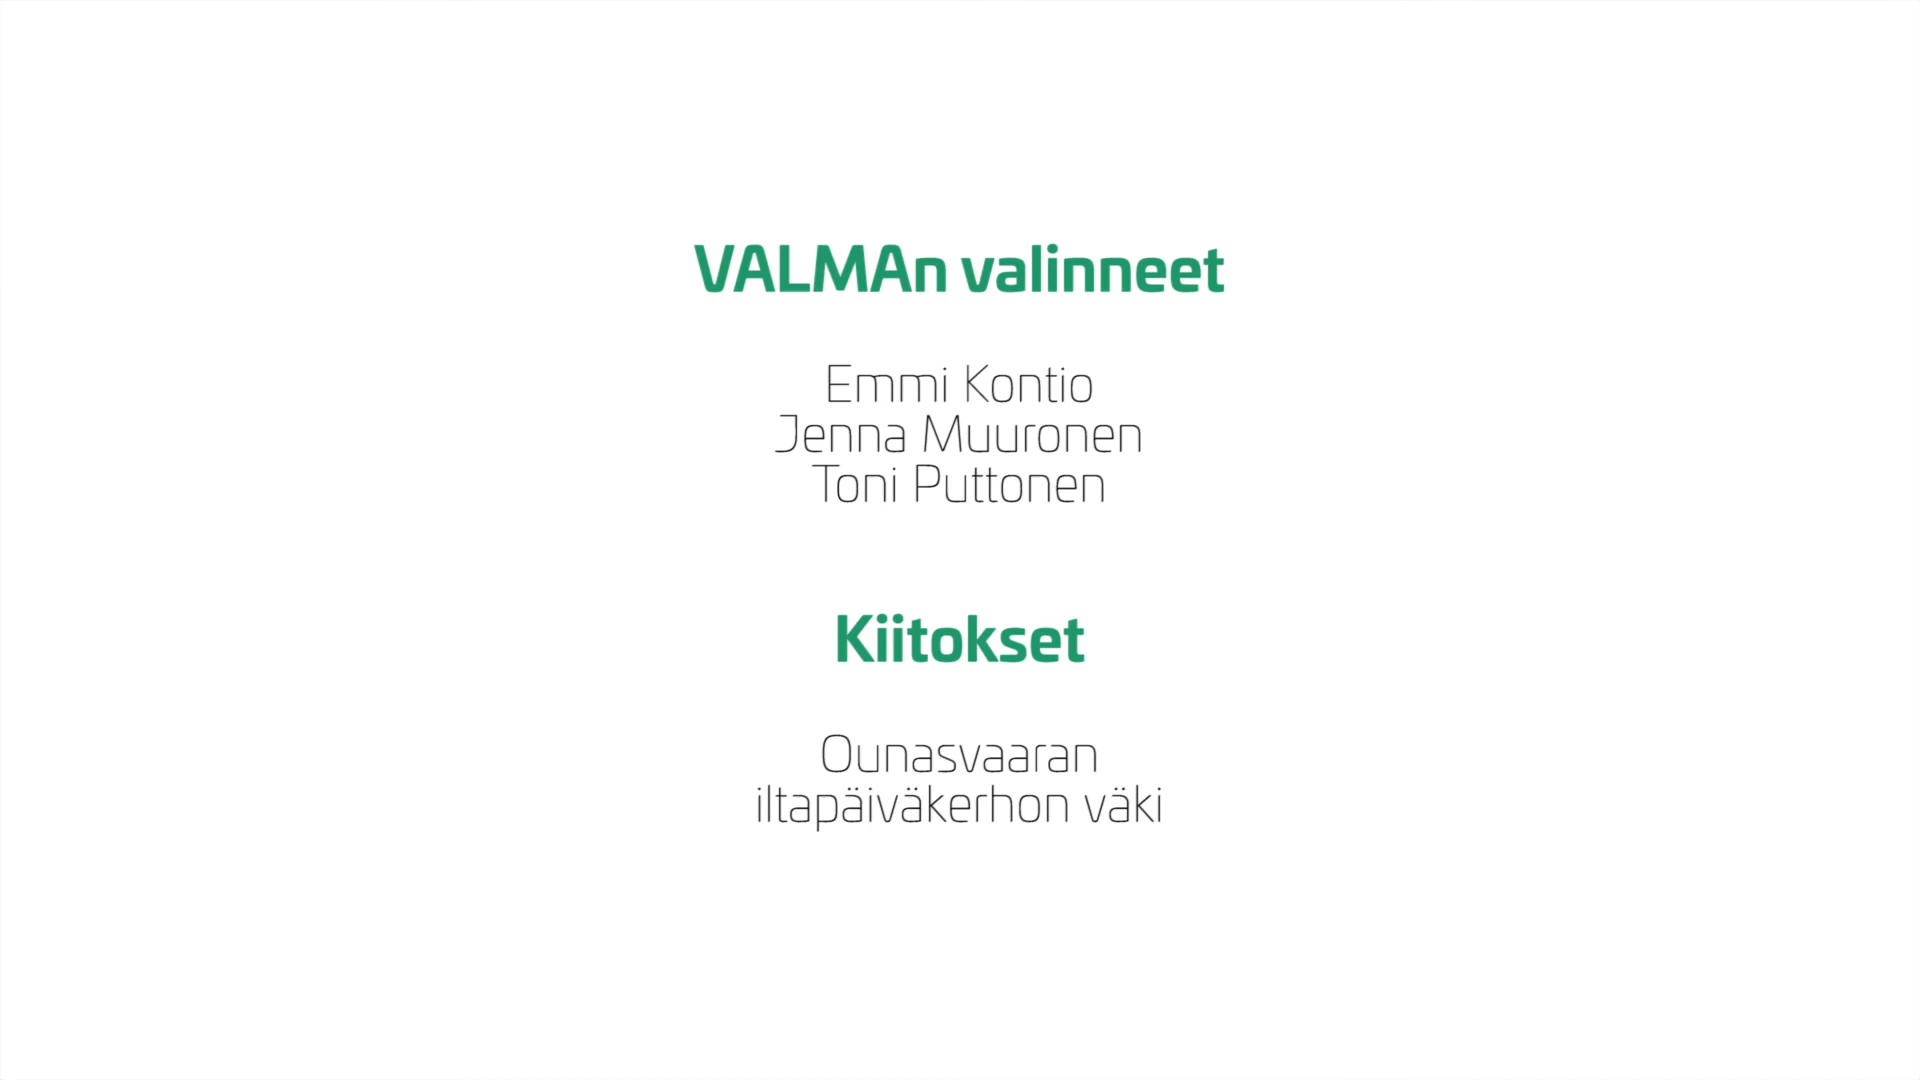 VALMAn valinneet
Emmi Kontio
Jenna Muuronen
Toni Puttonen
Kiitokset
Ounasvaaran
iltapäiväkerhon väki